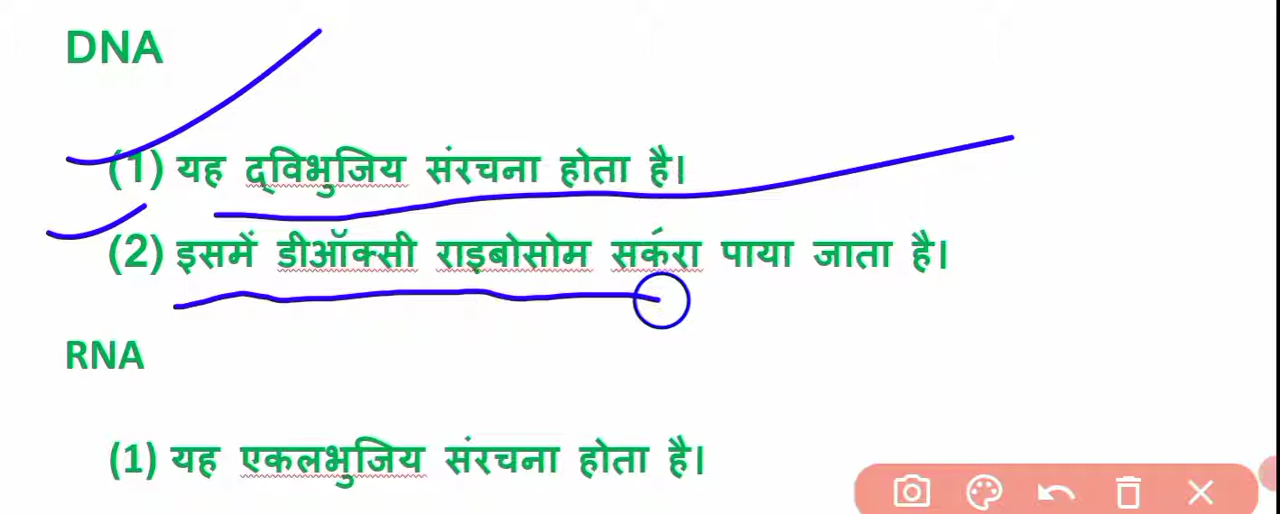 DNA
(1) यह द्विभुजिय संरचना होता है।
(2) इसमें डीऑक्सी राइबोसोम सर्करा पाया जाता है।
RNA
(1) यह एकलभुजिय संरचना होता है।